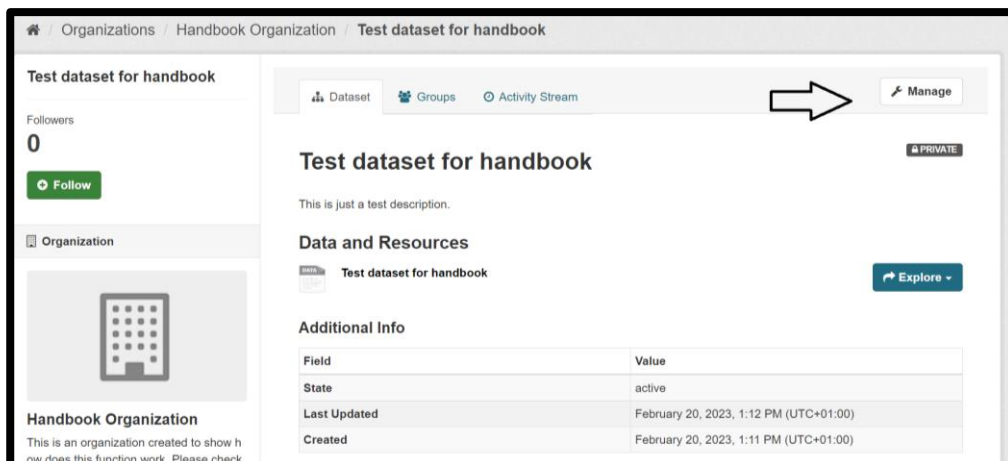 / Organizations / Handbook Organization / Test dataset for handbook
Test dataset for handbook
Followers
0
Follow
Organization
Handbook Organization
This is an organization created to show h
ow does this function work. Please check
Dataset Groups Activity Stream
Manage
Test dataset for handbook
PRIVATE
This is just a test description.
Data and Resources
DATA
Test dataset for handbook
Explore
Additional Info
Field Value
State active
Last Updated February 20, 2023, 1:12 PM (UTC+01:00)
Created February 20, 2023, 1:11 PM (UTC+01:00)